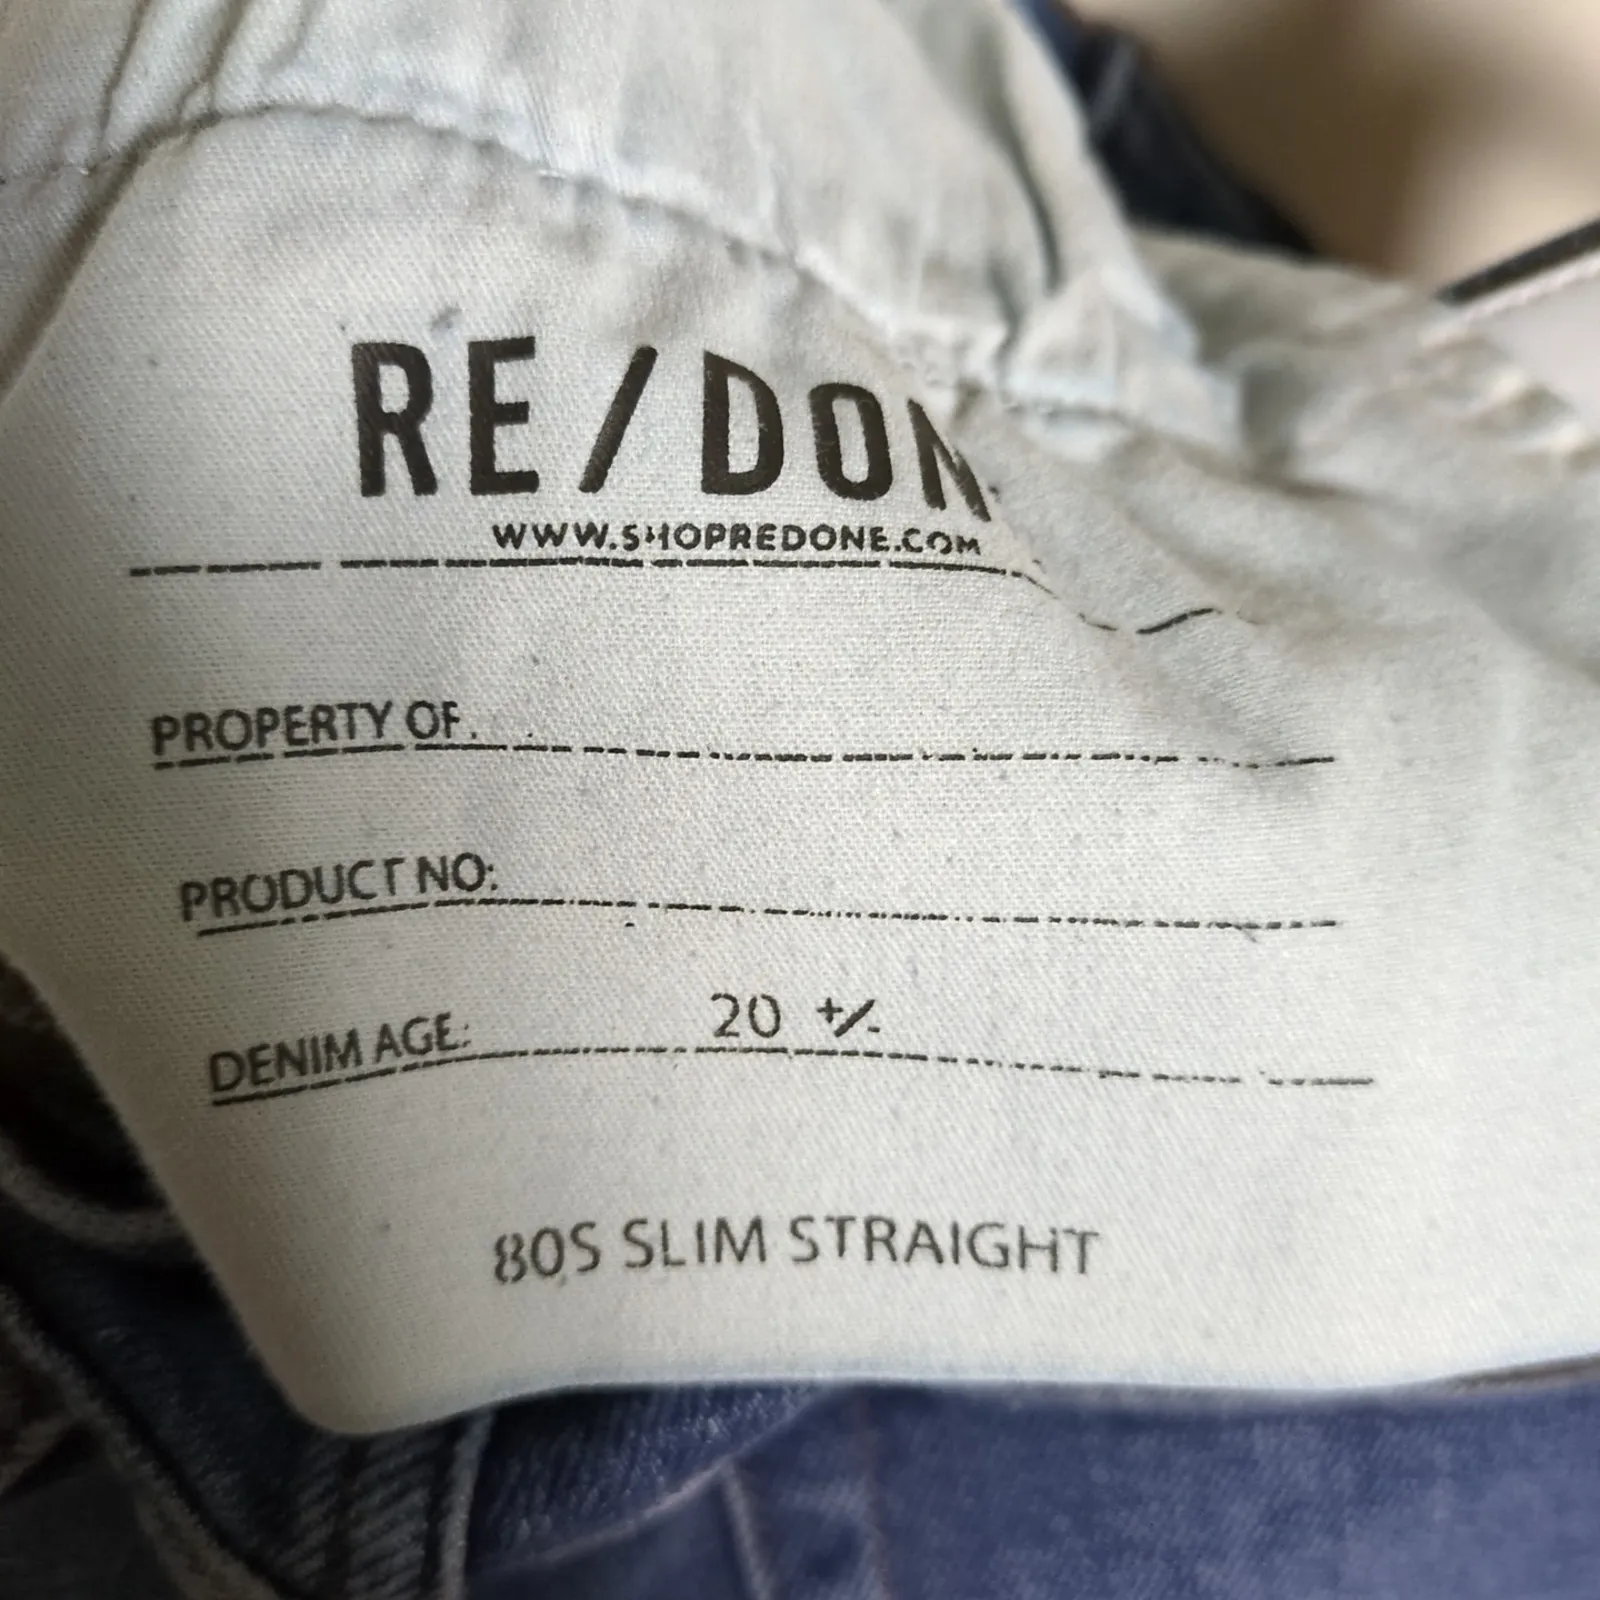 RE/DON
WWW.SHOPREDONE.COM
PROPERTY OF.
PRODUCT NO:
DENIM AGE: 20 +/-
80S SLIM STRAIGHT